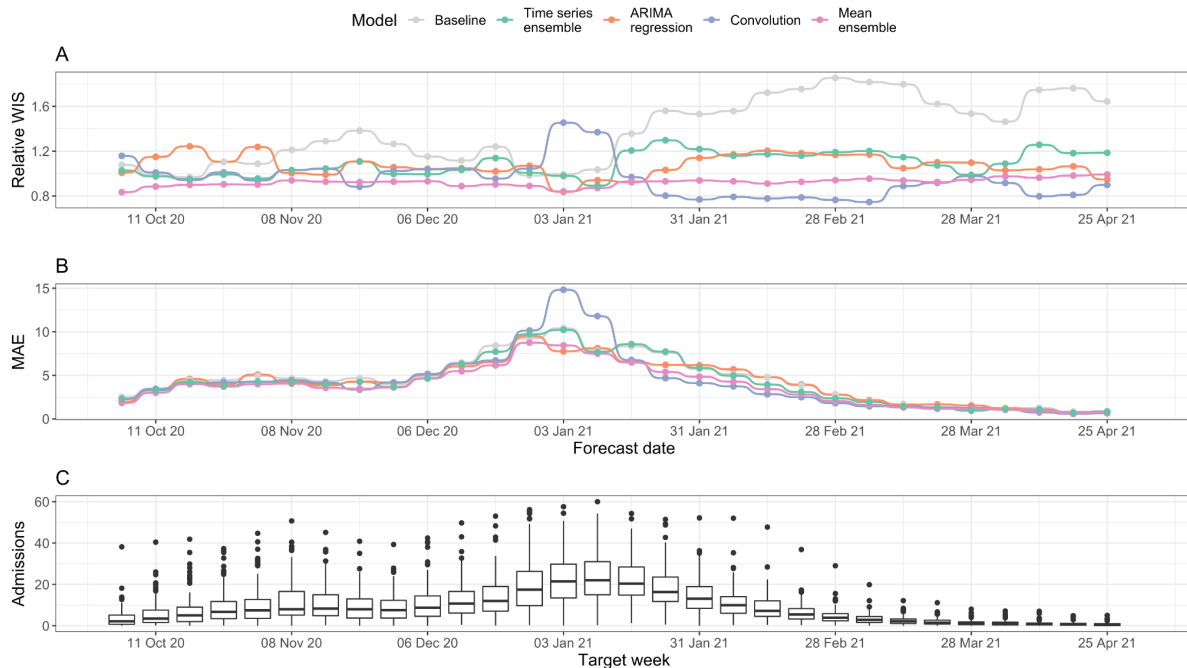 Model Baseline Time series ensemble ARIMA regression Convolution Mean ensemble
A
Relative WIS
1.6
1.2
0.8
11 Oct 20 08 Nov 20 06 Dec 20 03 Jan 21 31 Jan 21 28 Feb 21 28 Mar 21 25 Apr 21
B
MAE
15
10
5
0
11 Oct 20 08 Nov 20 06 Dec 20 03 Jan 21 31 Jan 21 28 Feb 21 28 Mar 21 25 Apr 21
Forecast date
C
Admissions
60
40
20
0
11 Oct 20 08 Nov 20 06 Dec 20 03 Jan 21 31 Jan 21 28 Feb 21 28 Mar 21 25 Apr 21
Target week